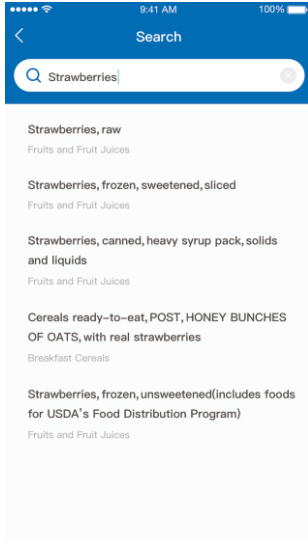 9:41 AM
100%
Search
Strawberries
Strawberries, raw
Fruits and Fruit Juices
Strawberries, frozen, sweetened, sliced
Fruits and Fruit Juices
Strawberries, canned, heavy syrup pack, solids
and liquids
Fruits and Fruit Juices
Cereals ready-to-eat, POST, HONEY BUNCHES
OF OATS, with real strawberries
Breakfast Cereals
Strawberries, frozen, unsweetened(includes foods
for USDA's Food Distribution Program)
Fruits and Fruit Juices